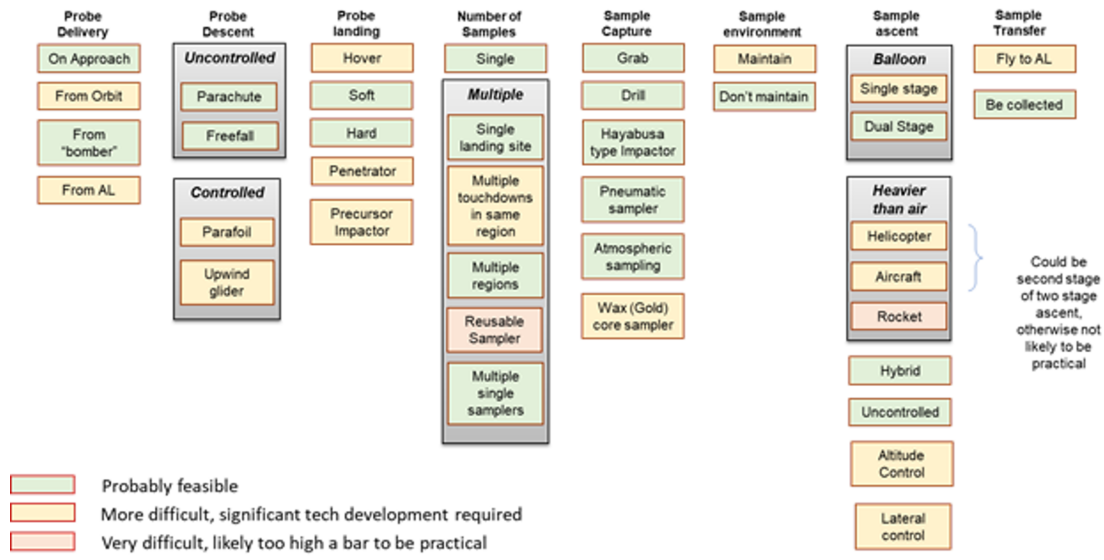 Probe
Delivery
On Approach
From Orbit
From
“bomber”
From AL
Probe
Descent
Uncontrolled
Parachute
Freefall
Controlled
Parafoil
Upwind
glider
Probe
landing
Hover
Soft
Hard
Penetrator
Precursor
Impactor
Number of
Samples
Single
Multiple
Single
landing site
Multiple
touchdowns
in same
region
Multiple
regions
Reusable
Sampler
Multiple
single
samplers
Sample
Capture
Grab
Drill
Hayabusa
type Impactor
Pneumatic
sampler
Atmospheric
sampling
Wax (Gold)
core sampler
Sample
environment
Maintain
Don’t maintain
Sample
ascent
Balloon
Single stage
Dual Stage
Heavier
than air
Helicopter
Aircraft
Rocket
Hybrid
Uncontrolled
Altitude
Control
Lateral
control
Sample
Transfer
Fly to AL
Be collected
Could be
second stage
of two stage
ascent,
otherwise not
likely to be
practical
Probably feasible
More difficult, significant tech development required
Very difficult, likely too high a bar to be practical